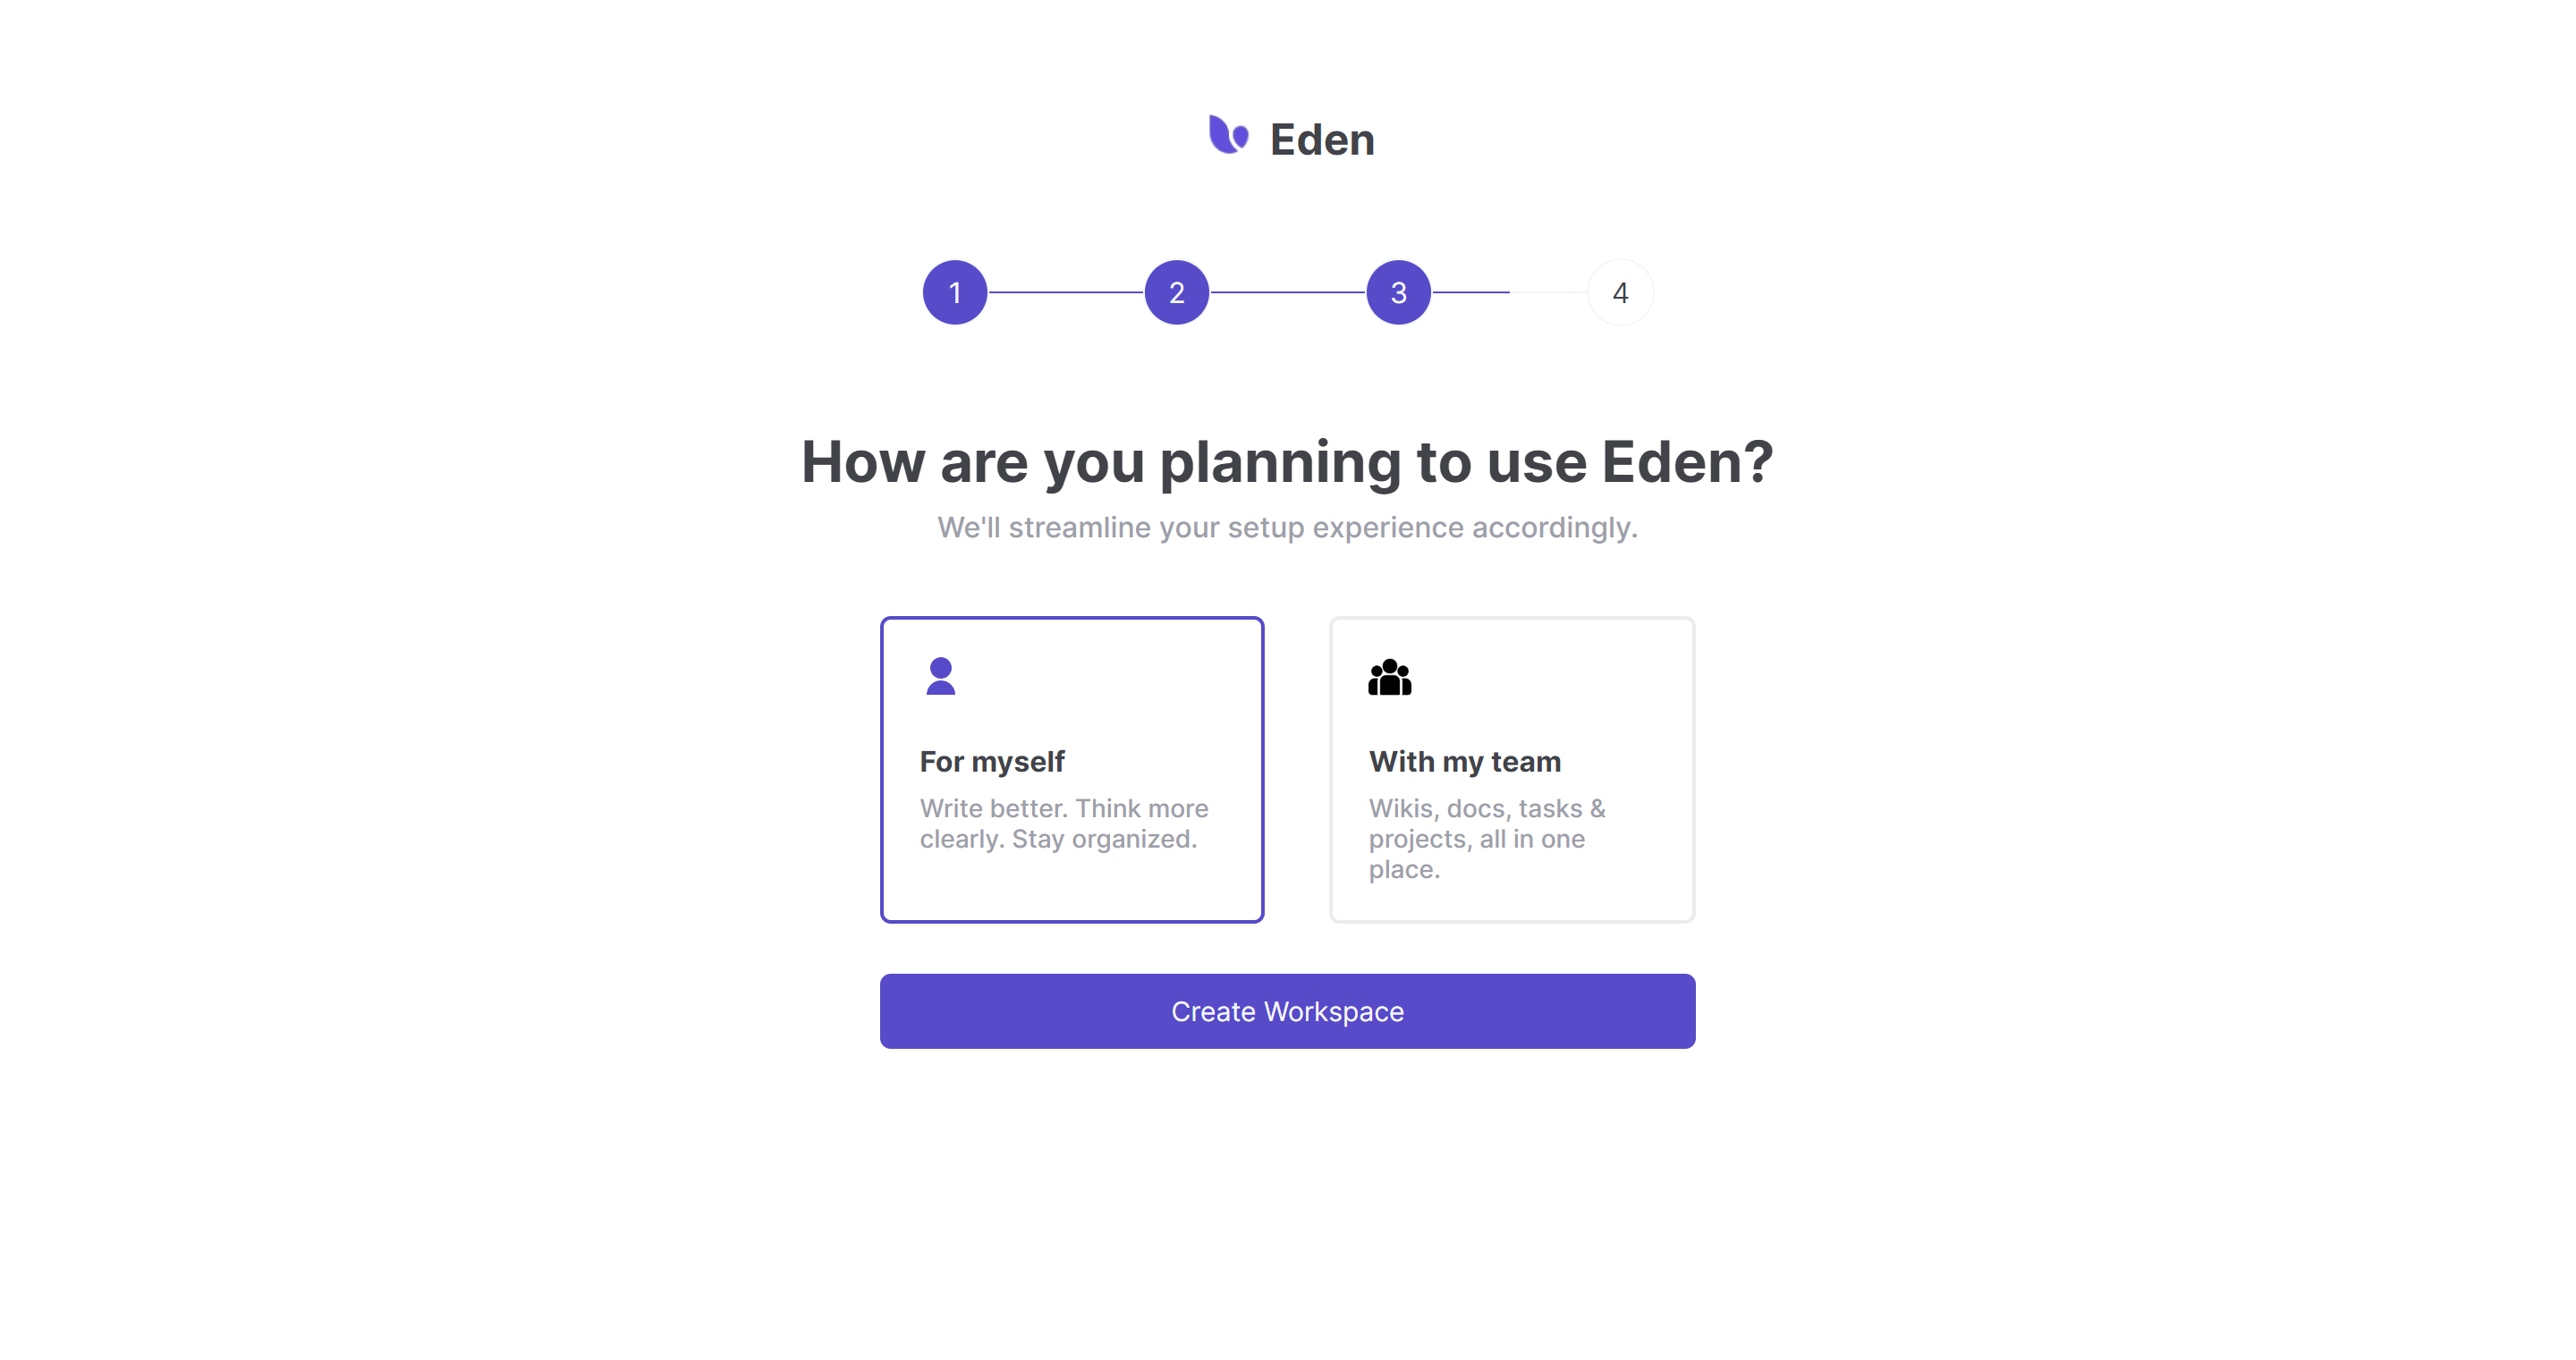 Eden
1
2
3
4
How are you planning to use Eden?
We'll streamline your setup experience accordingly.
For myself
Write better. Think more
clearly. Stay organized.
With my team
Wikis, docs, tasks &
projects, all in one
place.
Create Workspace